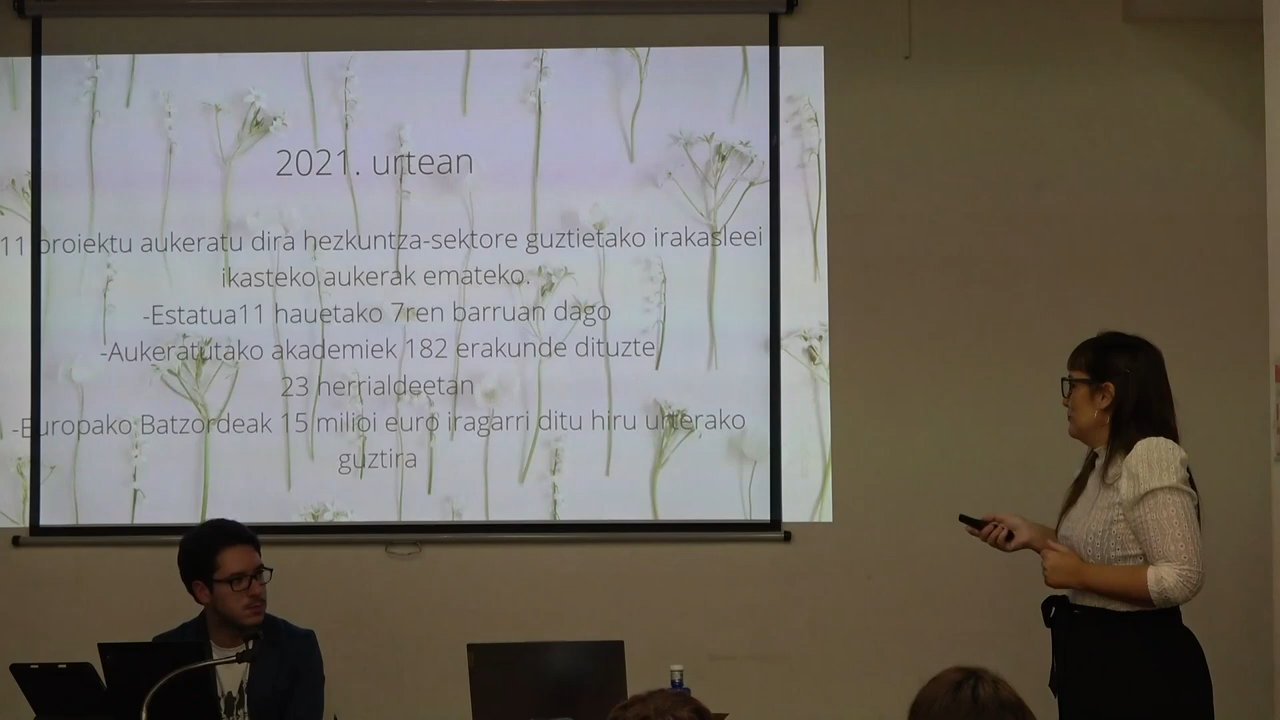 2021. urtean
11 proiektu aukeratu dira hezkuntza-sektore guztietako irakasleei
ikasteko aukerak emateko.
-Estatua11 hauetako 7ren barruan dago
-Aukeratutako akademiek 182 erakunde dituzte
23 herrialdeetan
-Europako Batzordeak 15 milioi euro iragarri ditu hiru urterako
guztira